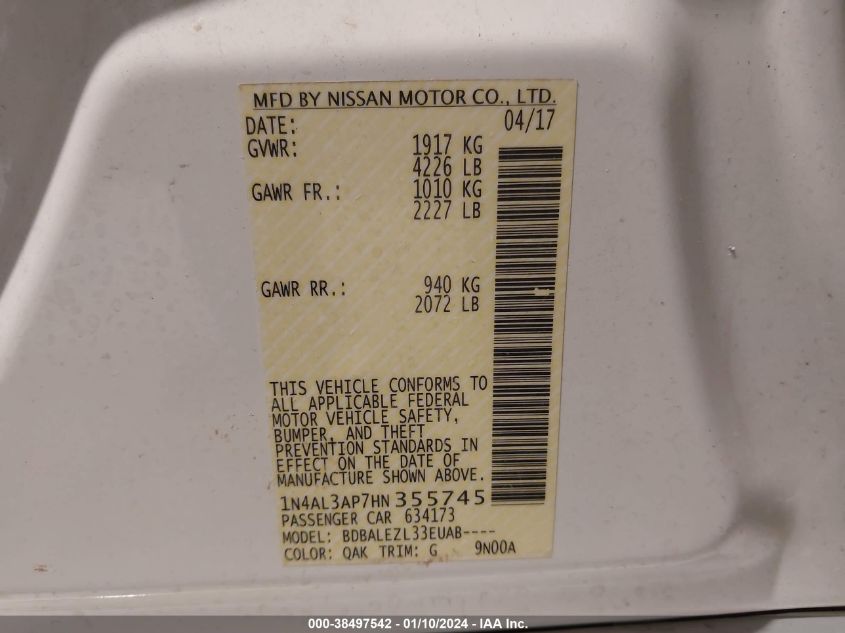 MFD BY NISSAN MOTOR CO., LTD.
DATE: 04/17
GVWR: 1917 KG
4226 LB
GAWR FR.: 1010 KG
2227 LB
GAWR RR.: 940 KG
2072 LB
THIS VEHICLE CONFORMS TO
ALL APPLICABLE FEDERAL
MOTOR VEHICLE SAFETY,
BUMPER, AND THEFT
PREVENTION STANDARDS IN
EFFECT ON THE DATE OF
MANUFACTURE SHOWN ABOVE.
1N4AL3AP7HN355745
PASSENGER CAR 634173
MODEL: BDBALEZL33EUAB----
COLOR: QAK TRIM: G 9N00A
000-38497542 - 01/10/2024 - IAA Inc.